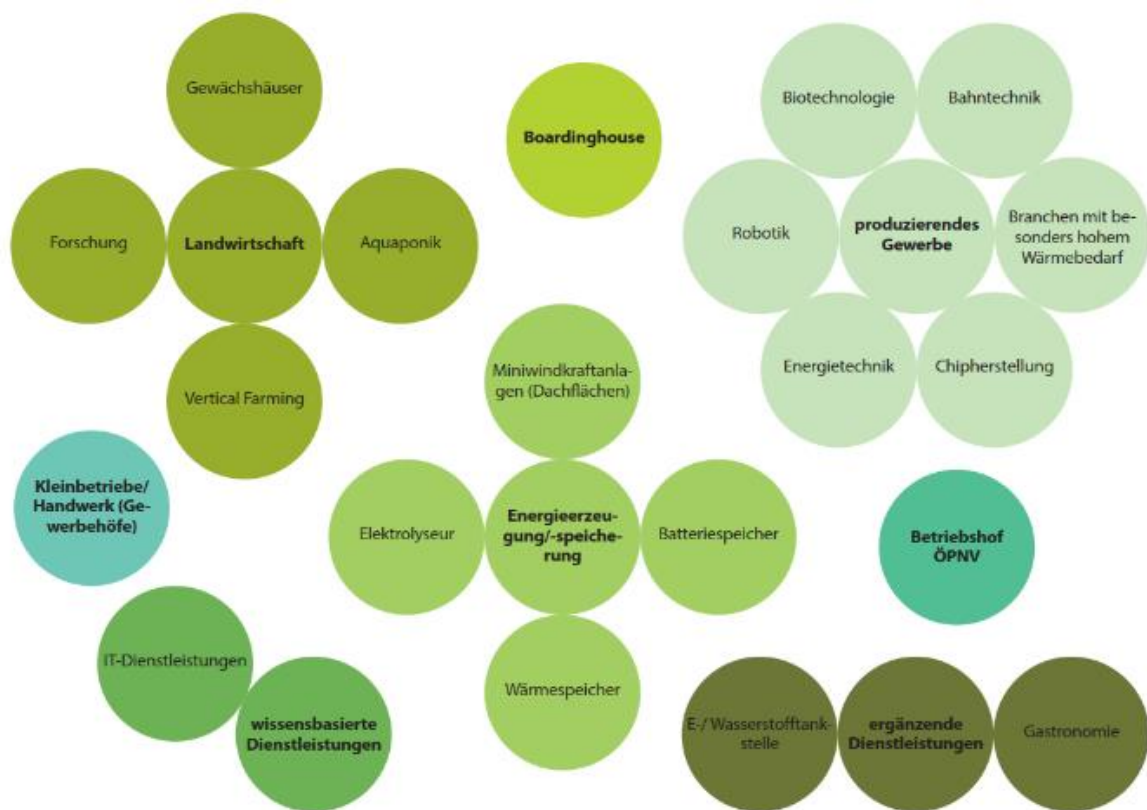 Gewächshäuser
Forschung
Landwirtschaft
Aquaponik
Vertical Farming
Boardinghouse
Biotechnologie
Bahntechnik
Robotik
produzierendes
Gewerbe
Branchen mit be-
sonders hohem
Wärmebedarf
Energietechnik
Chipherstellung
Miniwindkraftanla-
gen (Dachflächen)
Elektrolyseur
Energieerzeu-
gung/-speiche-
rung
Batteriespeicher
Wärmespeicher
Kleinbetriebe/
Handwerk (Ge-
werbehöfe)
Betriebshof
ÖPNV
IT-Dienstleistungen
wissensbasierte
Dienstleistungen
E-/ Wasserstofftank-
stelle
ergänzende
Dienstleistungen
Gastronomie